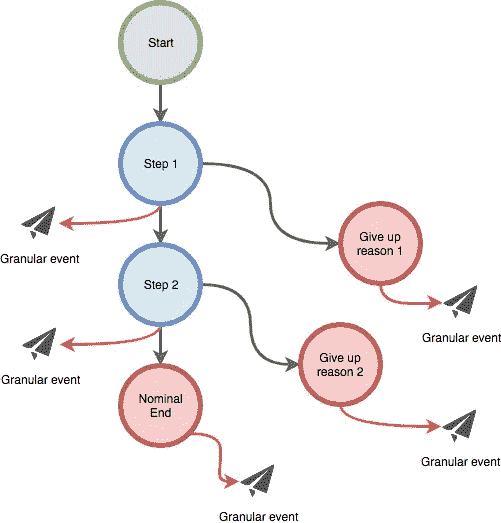 Start
Step 1
Give up
reason 1
Granular event
Step 2
Granular event
Give up
reason 2
Granular event
Nominal
End
Granular event
Granular event